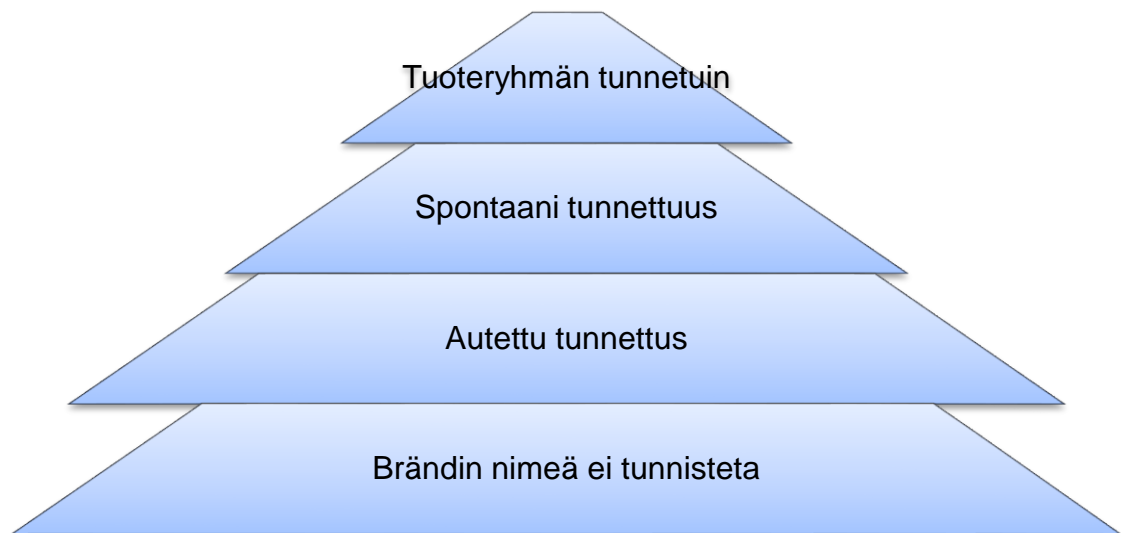 Tuoteryhmän tunnetuin
Spontaani tunnettuus
Autettu tunnettus
Brändin nimeä ei tunnisteta